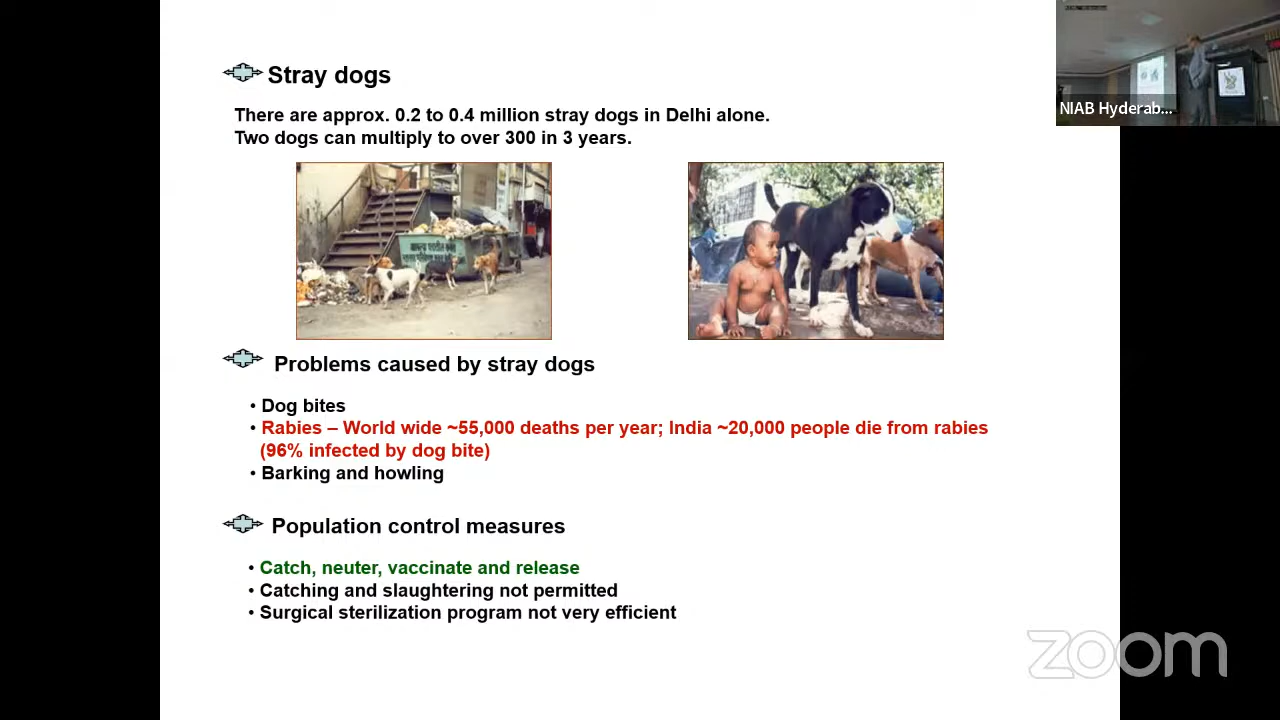 Stray dogs
There are approx. 0.2 to 0.4 million stray dogs in Delhi alone.
Two dogs can multiply to over 300 in 3 years.
Problems caused by stray dogs
• Dog bites
• Rabies – World wide ~55,000 deaths per year; India ~20,000 people die from rabies
(96% infected by dog bite)
• Barking and howling
Population control measures
• Catch, neuter, vaccinate and release
• Catching and slaughtering not permitted
• Surgical sterilization program not very efficient
NIAB Hyderab...
zoom